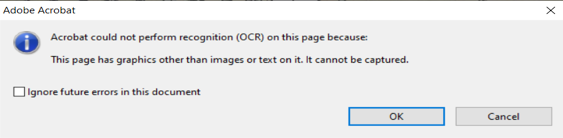 Adobe Acrobat
Acrobat could not perform recognition (OCR) on this page because:
This page has graphics other than images or text on it. It cannot be captured.
Ignore future errors in this document
OK Cancel